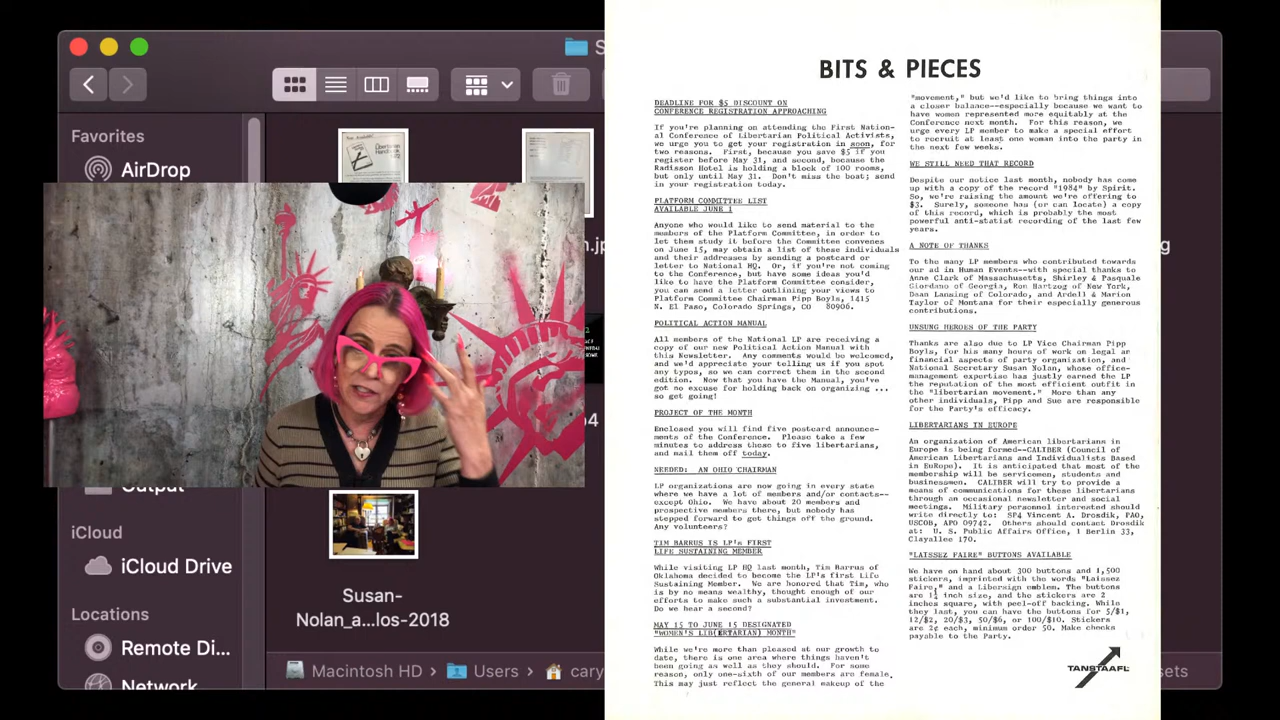 S
Favorites
AirDrop
n.jp
g
4
Output
iCloud
iCloud Drive
Locations
Remote Di...
Network
Susan-
Nolan_a...los-2018
Macintosh HD › Users › cary
sets
BITS & PIECES
DEADLINE FOR $5 DISCOUNT ON
CONFERENCE REGISTRATION APPROACHING
If you're planning on attending the First Nation-
al Conference of Libertarian Political Activists,
we urge you to get your registration in soon, for
two reasons. First, because you save $5 if you
register before May 31, and second, because the
Radisson Hotel is holding a block of 100 rooms,
but only until May 31. Don't miss the boat; send
in your registration today.
PLATFORM COMMITTEE LIST
AVAILABLE JUNE 1
Anyone who would like to send material to the
members of the Platform Committee, in order to
let them study it before the Committee convenes
on June 15, may obtain a list of these individuals
and their addresses by sending a postcard or
letter to National HQ. Or, if you're not coming
to the Conference, but have some ideas you'd
like to have the Platform Committee consider,
you can send a letter outlining your views to
Platform Committee Chairman Pipp Boyls, 1415
N. El Paso, Colorado Springs, CO 80906.
POLITICAL ACTION MANUAL
All members of the National LP are receiving a
copy of our new Political Action Manual with
this Newsletter. Any comments would be welcomed,
and we'd appreciate your telling us if you spot
any typos, so we can correct them in the second
edition. Now that you have the Manual, you've
got no excuse for holding back on organizing ...
so get going!
PROJECT OF THE MONTH
Enclosed you will find five postcard announce-
ments of the Conference. Please take a few
minutes to address these to five libertarians,
and mail them off today.
NEEDED: AN OHIO CHAIRMAN
LP organizations are now going in every state
where we have a lot of members and/or contacts--
except Ohio. We have about 20 members and
prospective members there, but nobody has
stepped forward to get things off the ground.
Any volunteers?
TIM BARRUS IS LP's FIRST
LIFE SUSTAINING MEMBER
While visiting LP HQ last month, Tim Barrus of
Oklahoma decided to become the LP's first Life
Sustaining Member. We are honored that Tim, who
is by no means wealthy, thought enough of our
efforts to make such a substantial investment.
Do we hear a second?
MAY 15 TO JUNE 15 DESIGNATED
"WOMEN'S LIB(ERTARIAN) MONTH"
While we're more than pleased at our growth to
date, there is one area where things haven't
been going as well as they should. For some
reason, only one-sixth of our members are female.
This may just reflect the general makeup of the
"movement," but we'd like to bring things into
a closer balance--especially because we want to
have women represented more equitably at the
Conference next month. For this reason, we
urge every LP member to make a special effort
to recruit at least one woman into the party in
the next few weeks.
WE STILL NEED THAT RECORD
Despite our notice last month, nobody has come
up with a copy of the record "1984" by Spirit.
So, we're raising the amount we're offering to
$3. Surely, someone has (or can locate) a copy
of this record, which is probably the most
powerful anti-statist recording of the last few
years.
A NOTE OF THANKS
To the many LP members who contributed towards
our ad in Human Events--with special thanks to
Anne Clark of Massachusetts, Shirley & Pasquale
Giordano of Georgia, Ron Hartzog of New York,
Dean Lansing of Colorado, and Ardell & Marion
Taylor of Montana for their especially generous
contributions.
UNSUNG HEROES OF THE PARTY
Thanks are also due to LP Vice Chairman Pipp
Boyls, for his many hours of work on legal an
financial aspects of party organization, and
National Secretary Susan Nolan, whose office-
management expertise has justly earned the LP
the reputation of the most efficient outfit in
the "libertarian movement." More than any
other individuals, Pipp and Sue are responsible
for the Party's efficacy.
LIBERTARIANS IN EUROPE
An organization of American libertarians in
Europe is being formed--CALIBER (Council of
American Libertarians and Individualists Based
in EuRope). It is anticipated that most of the
membership will be servicemen, students and
businessmen. CALIBER will try to provide a
means of communications for these libertarians
through an occasional newsletter and social
meetings. Military personnel interested should
write directly to: SP4 Vincent A. Drosdik, PAO,
USCOB, APO 09742. Others should contact Drosdik
at: U. S. Public Affairs Office, 1 Berlin 33,
Clayallee 170.
"LAISSEZ FAIRE" BUTTONS AVAILABLE
We have on hand about 300 buttons and 1,500
stickers, imprinted with the words "Laissez
Faire," and a Libersign emblem. The buttons
are 1¼ inch size, and the stickers are 2
inches square, with peel-off backing. While
they last, you can have the buttons for 5/$1,
12/$2, 20/$3, 50/$6, or 100/$10. Stickers
are 2¢ each, minimum order 50. Make checks
payable to the Party.
TANSTAAFL